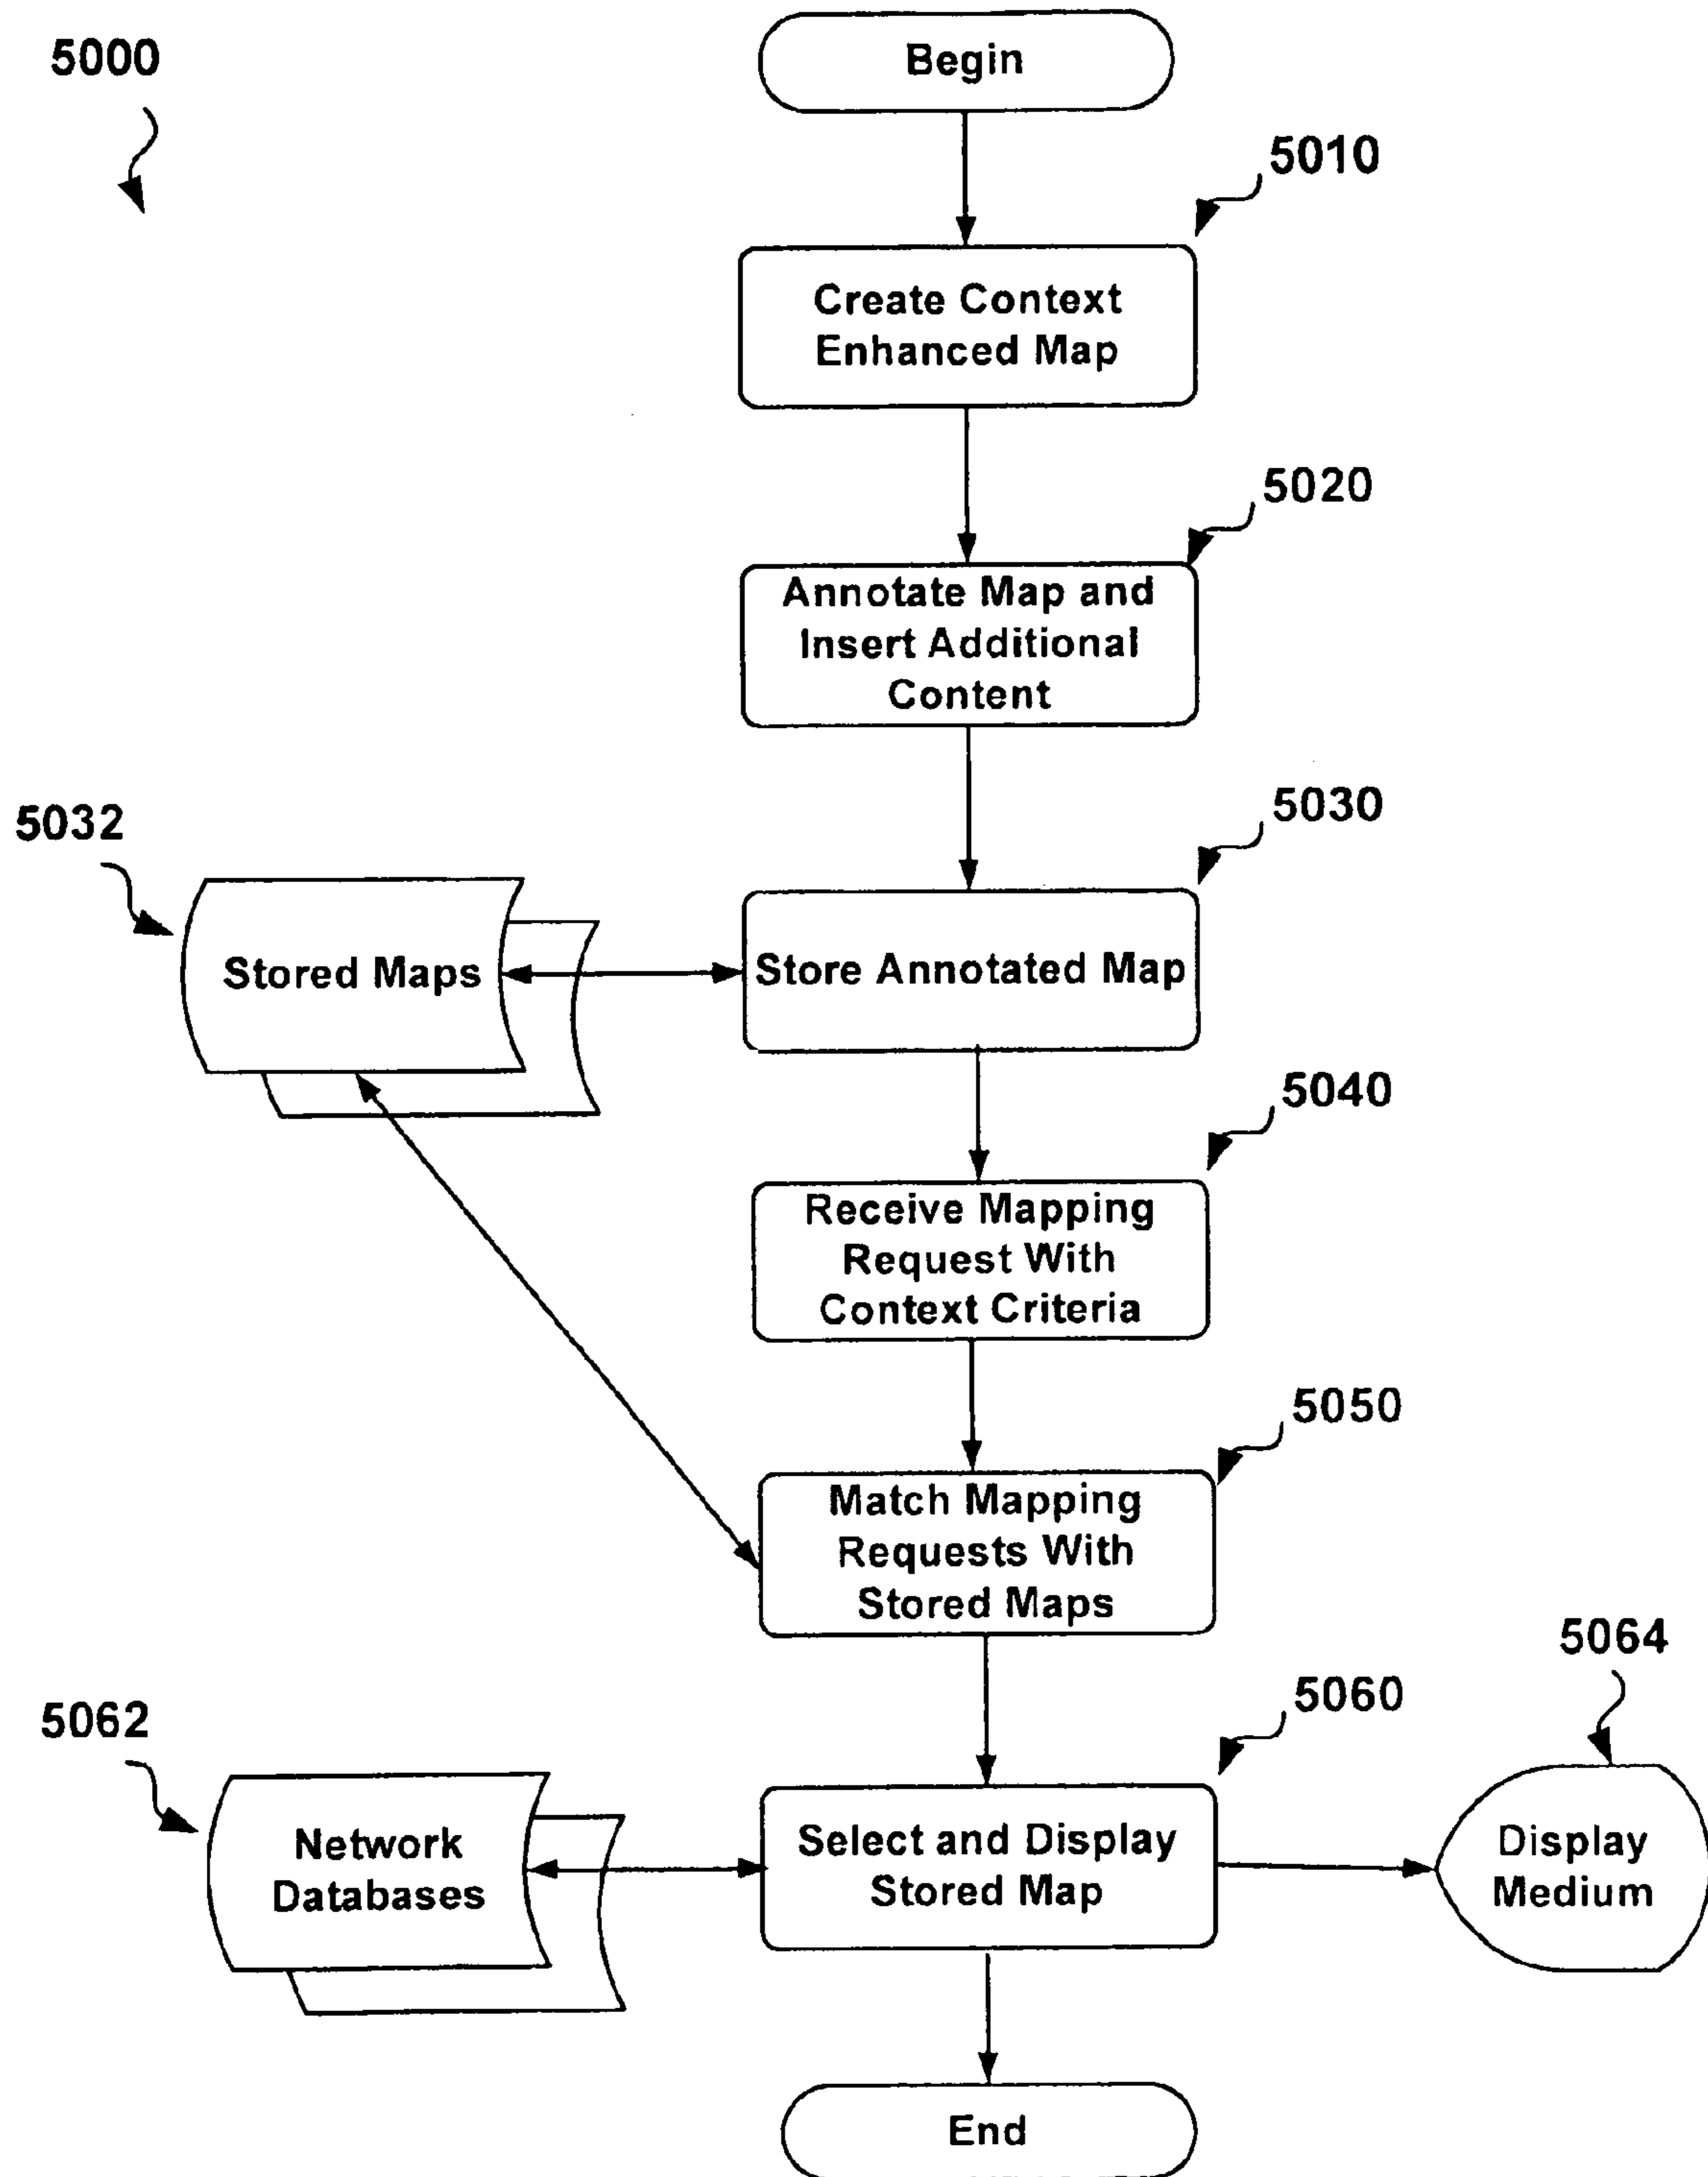 5000
Begin
5010
Create Context
Enhanced Map
5020
Annotate Map and
Insert Additional
Content
5030
5032
Stored Maps
Store Annotated Map
5040
Receive Mapping
Request With
Context Criteria
5050
Match Mapping
Requests With
Stored Maps
5064
5060
5062
Network
Databases
Select and Display
Stored Map
Display
Medium
End